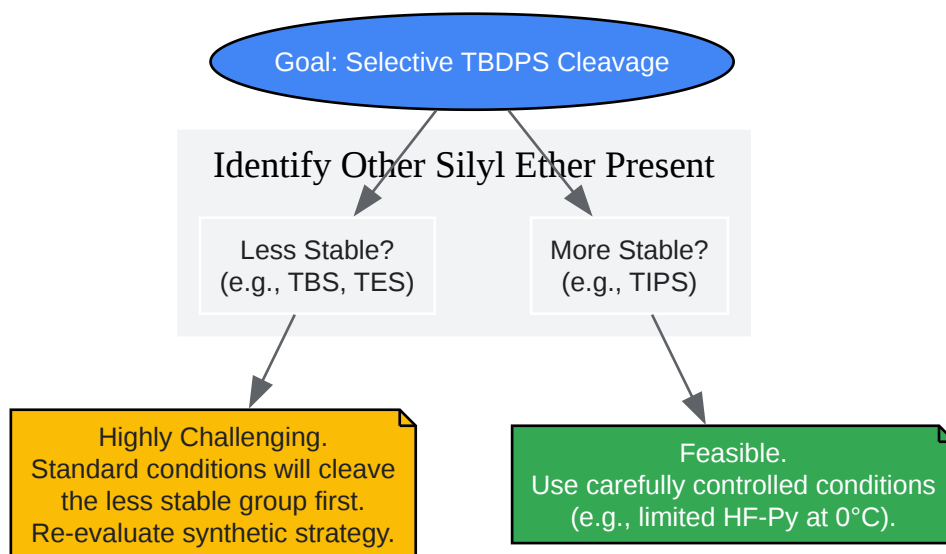 Goal: Selective TBDPS Cleavage
Identify Other Silyl Ether Present
Less Stable?
(e.g., TBS, TES)
More Stable?
(e.g., TIPS)
Highly Challenging.
Standard conditions will cleave
the less stable group first.
Re-evaluate synthetic strategy.
Feasible.
Use carefully controlled conditions
(e.g., limited HF-Py at 0°C).